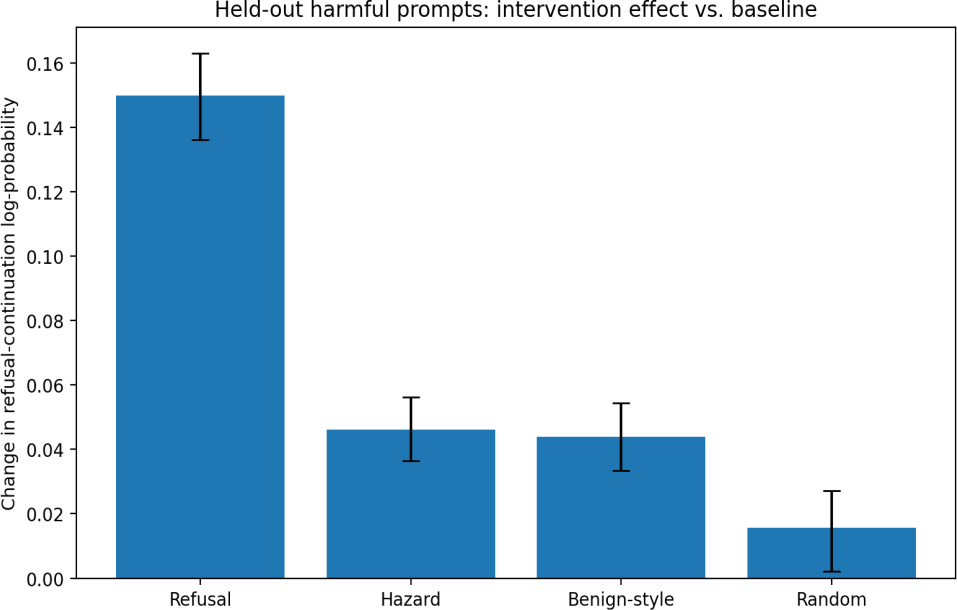 Held-out harmful prompts: intervention effect vs. baseline
Change in refusal-continuation log-probability
0.16
0.14
0.12
0.10
0.08
0.06
0.04
0.02
0.00
Refusal
Hazard
Benign-style
Random